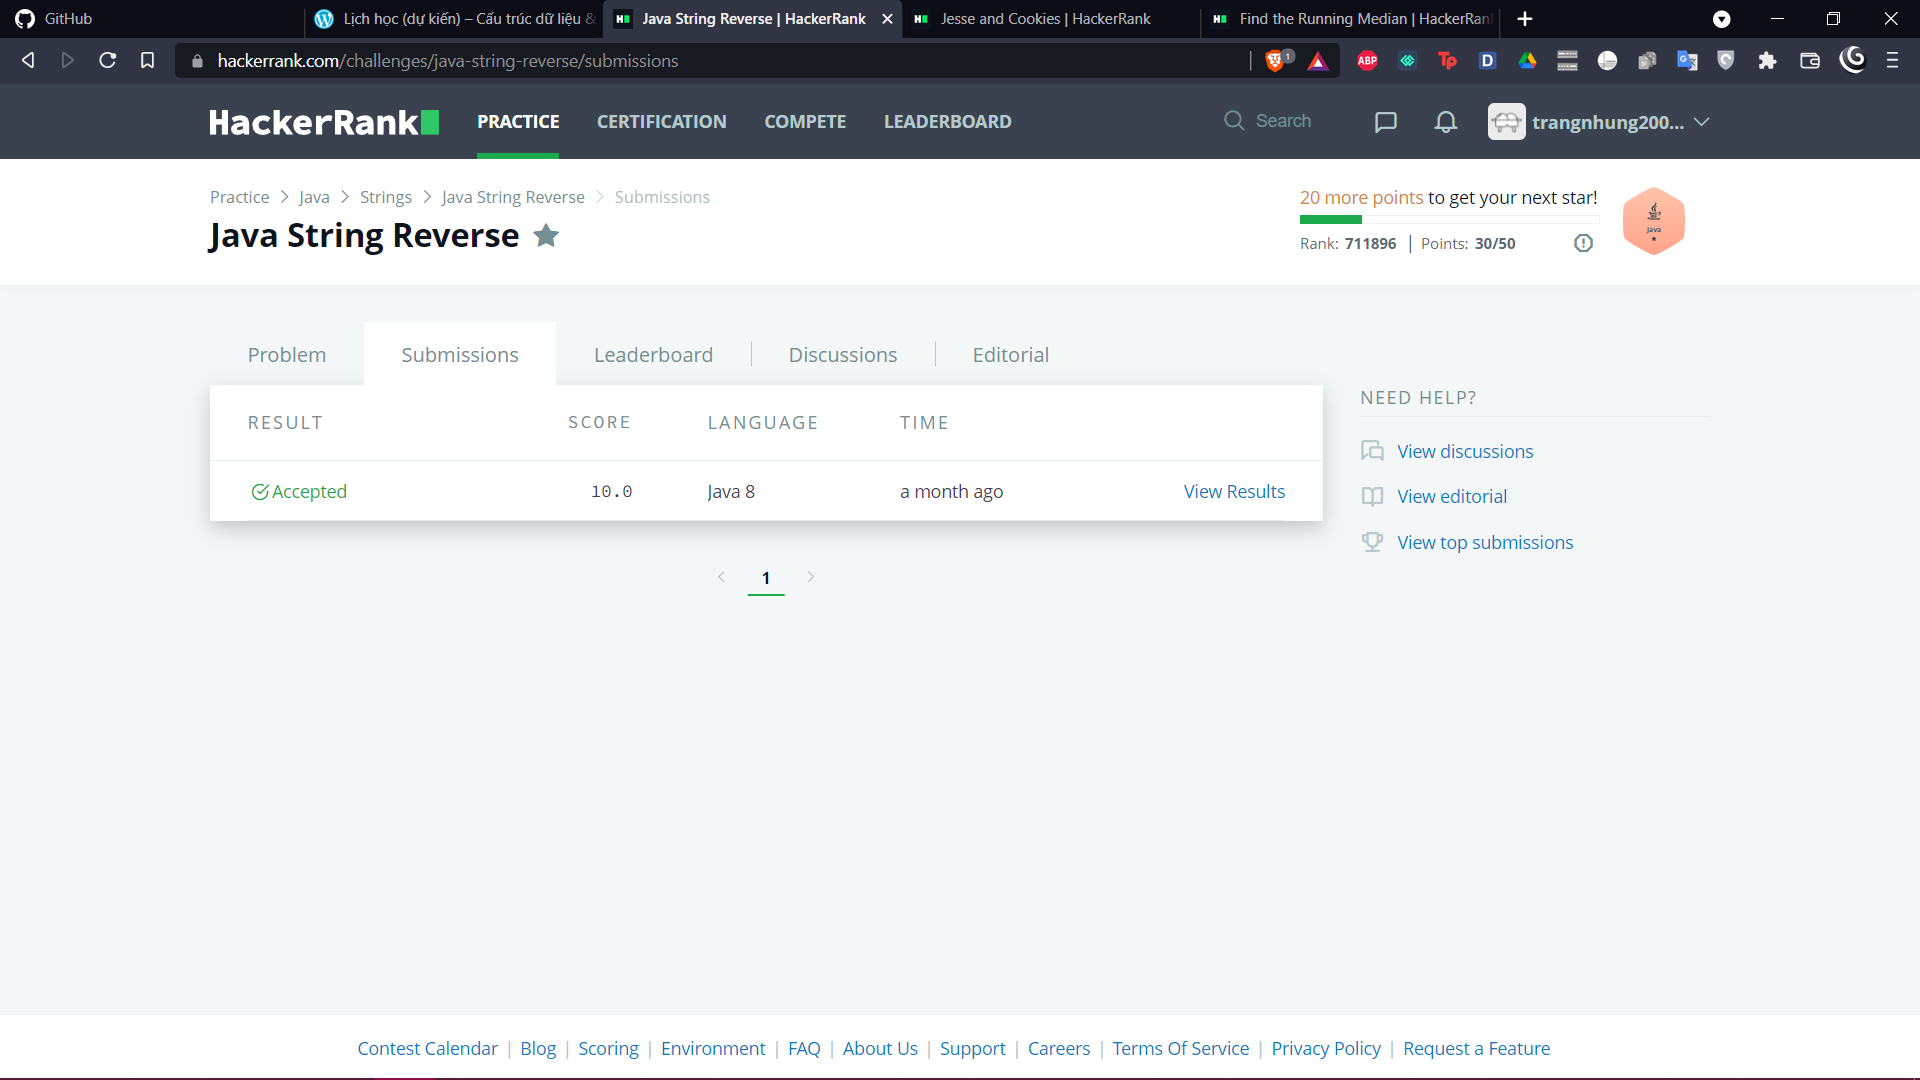 GitHub
Lịch học (dự kiến) – Cấu trúc dữ liệu &
Java String Reverse | HackerRank
Jesse and Cookies | HackerRank
Find the Running Median | HackerRan
hackerrank.com/challenges/java-string-reverse/submissions
1
ABP
Tp
D
HackerRank
PRACTICE
CERTIFICATION
COMPETE
LEADERBOARD
Search
trangnhung200...
Practice > Java > Strings > Java String Reverse > Submissions
Java String Reverse
20 more points to get your next star!
Rank: 711896 | Points: 30/50
Java
Problem
Submissions
Leaderboard
Discussions
Editorial
RESULT SCORE LANGUAGE TIME
Accepted 10.0 Java 8 a month ago View Results
1
NEED HELP?
View discussions
View editorial
View top submissions
Contest Calendar | Blog | Scoring | Environment | FAQ | About Us | Support | Careers | Terms Of Service | Privacy Policy | Request a Feature